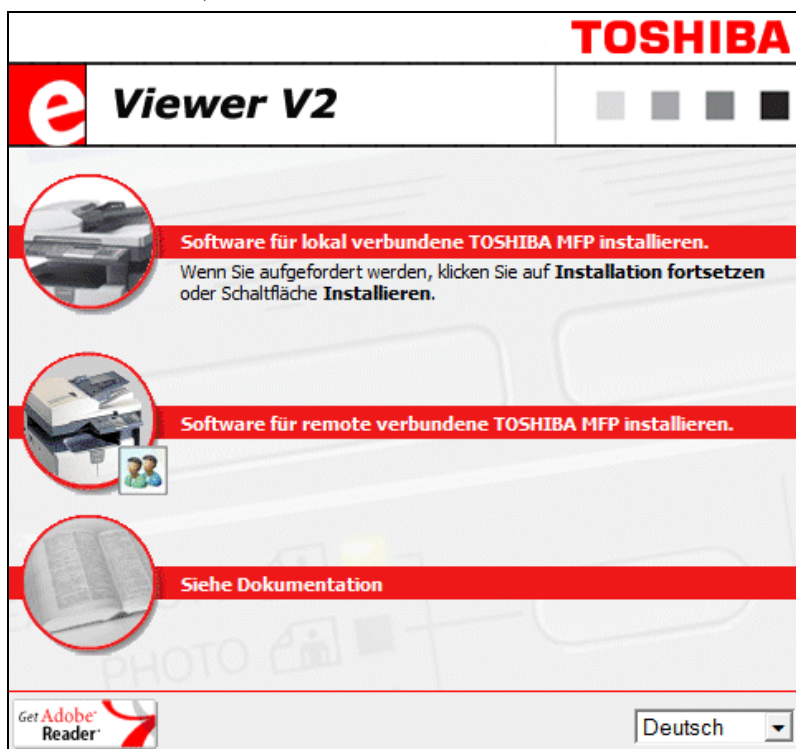 TOSHIBA
e Viewer V2
Software für lokal verbundene TOSHIBA MFP installieren.
Wenn Sie aufgefordert werden, klicken Sie auf Installation fortsetzen
oder Schaltfläche Installieren.
Software für remote verbundene TOSHIBA MFP installieren.
Siehe Dokumentation
PHOTO
Get Adobe
Reader
Deutsch